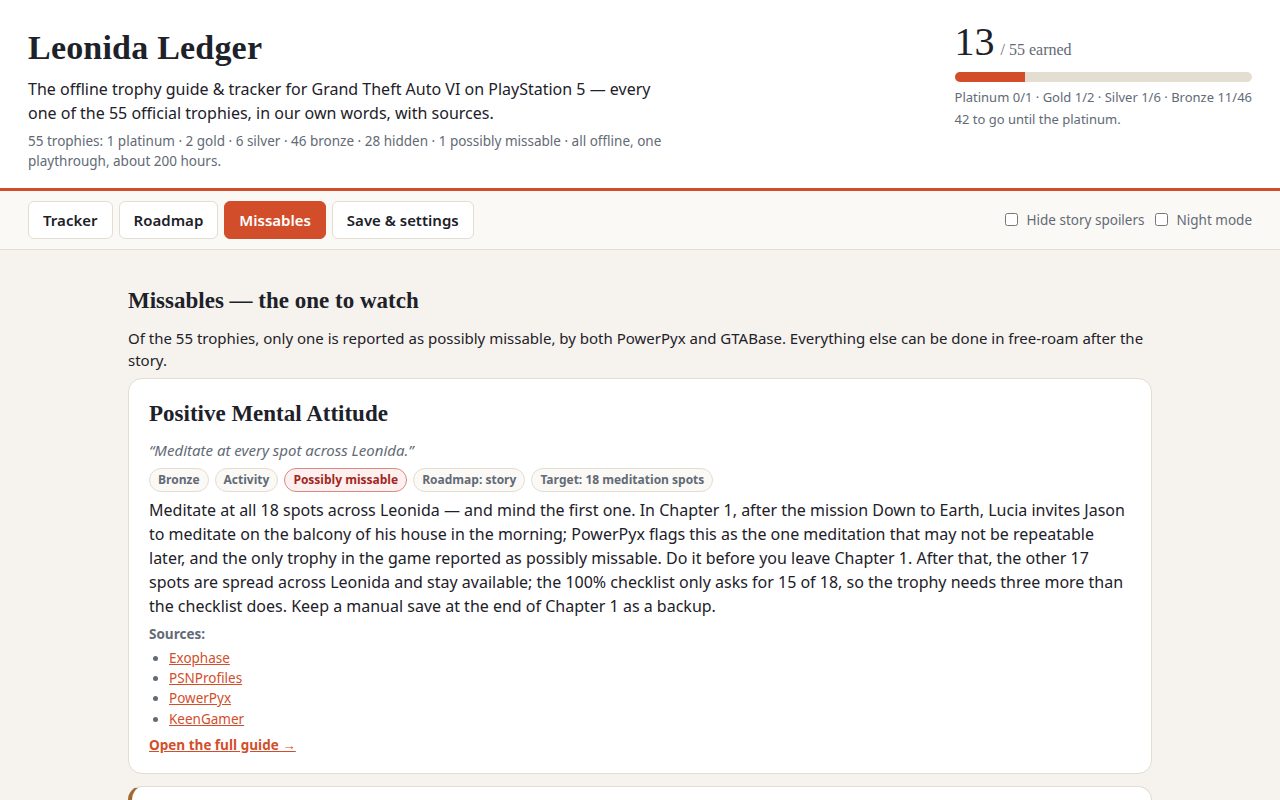 Leonida Ledger
The offline trophy guide & tracker for Grand Theft Auto VI on PlayStation 5 — every
one of the 55 official trophies, in our own words, with sources.
55 trophies: 1 platinum · 2 gold · 6 silver · 46 bronze · 28 hidden · 1 possibly missable · all offline, one
playthrough, about 200 hours.
13 / 55 earned
Platinum 0/1 · Gold 1/2 · Silver 1/6 · Bronze 11/46
42 to go until the platinum.
Tracker Roadmap Missables Save & settings Hide story spoilers Night mode
Missables — the one to watch
Of the 55 trophies, only one is reported as possibly missable, by both PowerPyx and GTABase. Everything else can be done in free-roam after the
story.
Positive Mental Attitude
“Meditate at every spot across Leonida.”
Bronze Activity Possibly missable Roadmap: story Target: 18 meditation spots
Meditate at all 18 spots across Leonida — and mind the first one. In Chapter 1, after the mission Down to Earth, Lucia invites Jason
to meditate on the balcony of his house in the morning; PowerPyx flags this as the one meditation that may not be repeatable
later, and the only trophy in the game reported as possibly missable. Do it before you leave Chapter 1. After that, the other 17
spots are spread across Leonida and stay available; the 100% checklist only asks for 15 of 18, so the trophy needs three more than
the checklist does. Keep a manual save at the end of Chapter 1 as a backup.
Sources:
• Exophase
• PSNProfiles
• PowerPyx
• KeenGamer
Open the full guide →